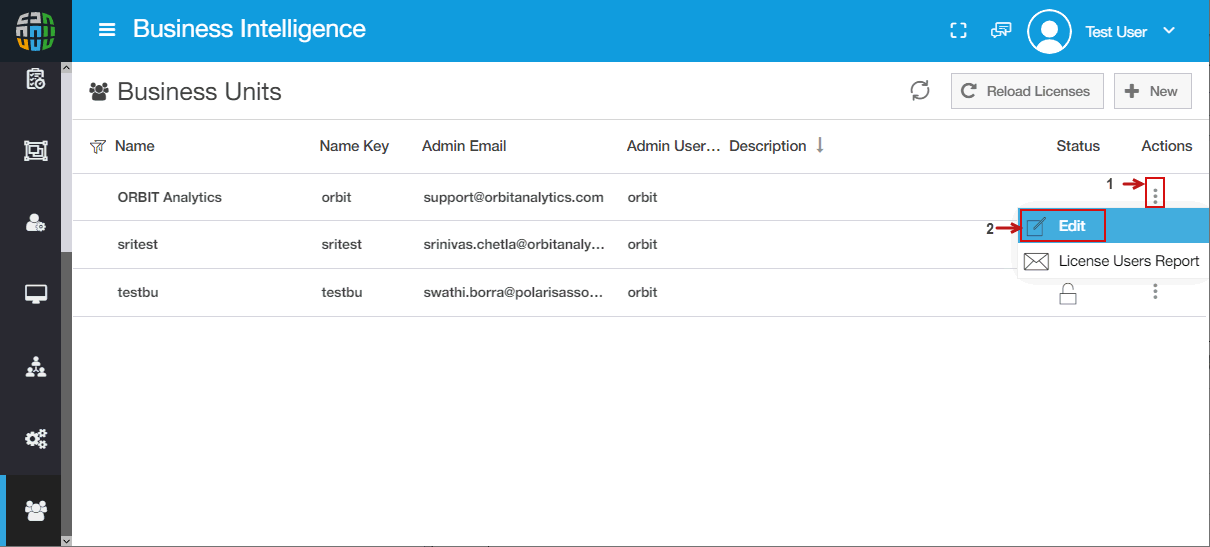 Business Intelligence
Test User
Business Units
Reload Licenses
New
Name Name Key Admin Email Admin User... Description Status Actions
1
ORBIT Analytics orbit support@orbitanalytics.com orbit
2 Edit
sritest sritest srinivas.chetla@orbitanaly... orbit
License Users Report
testbu testbu swathi.borra@polarisasso... orbit